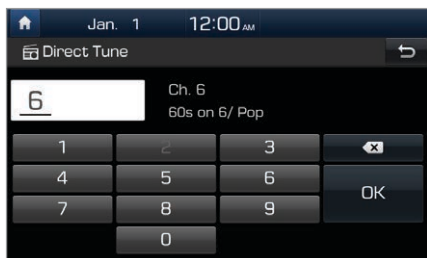 Jan. 1 12:00 AM
Direct Tune
6 Ch. 6
60s on 6/ Pop
1 2 3
4 5 6
OK
7 8 9
0